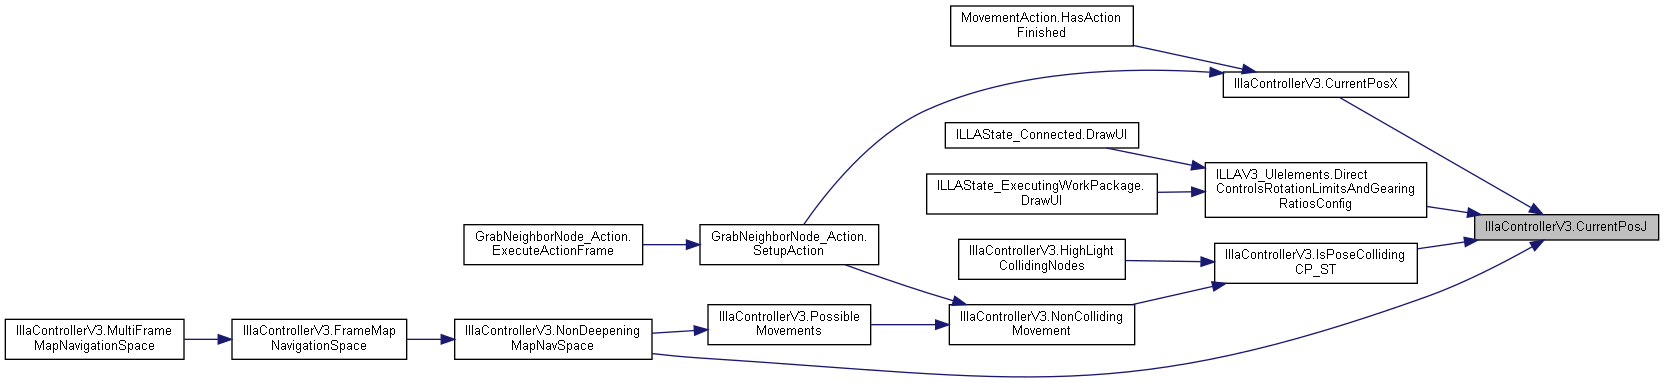 MovementAction.HasAction
Finished
IllaControllerV3.CurrentPosX
ILLAState_Connected.DrawUI
ILLAV3_UIelements.Direct
ControlsRotationLimitsAndGearing
RatiosConfig
ILLAState_ExecutingWorkPackage.
DrawUI
IllaControllerV3.CurrentPosJ
GrabNeighborNode_Action.
ExecuteActionFrame
GrabNeighborNode_Action.
SetupAction
IllaControllerV3.HighLight
CollidingNodes
IllaControllerV3.IsPoseColliding
CP_ST
IllaControllerV3.MultiFrame
MapNavigationSpace
IllaControllerV3.FrameMap
NavigationSpace
IllaControllerV3.NonDeepening
MapNavSpace
IllaControllerV3.Possible
Movements
IllaControllerV3.NonColliding
Movement